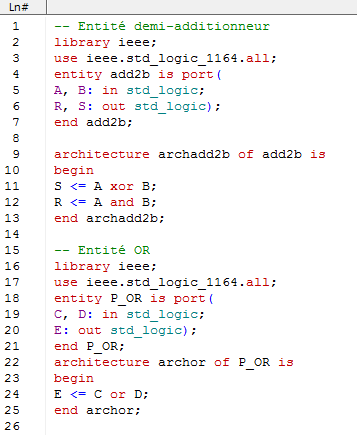 Ln#
1 -- Entité demi-additionneur
2 library ieee;
3 use ieee.std_logic_1164.all;
4 entity add2b is port(
5 A, B: in std_logic;
6 R, S: out std_logic);
7 end add2b;
8
9 architecture archadd2b of add2b is
10 begin
11 S <= A xor B;
12 R <= A and B;
13 end archadd2b;
14
15 -- Entité OR
16 library ieee;
17 use ieee.std_logic_1164.all;
18 entity P_OR is port(
19 C, D: in std_logic;
20 E: out std_logic);
21 end P_OR;
22 architecture archor of P_OR is
23 begin
24 E <= C or D;
25 end archor;
26